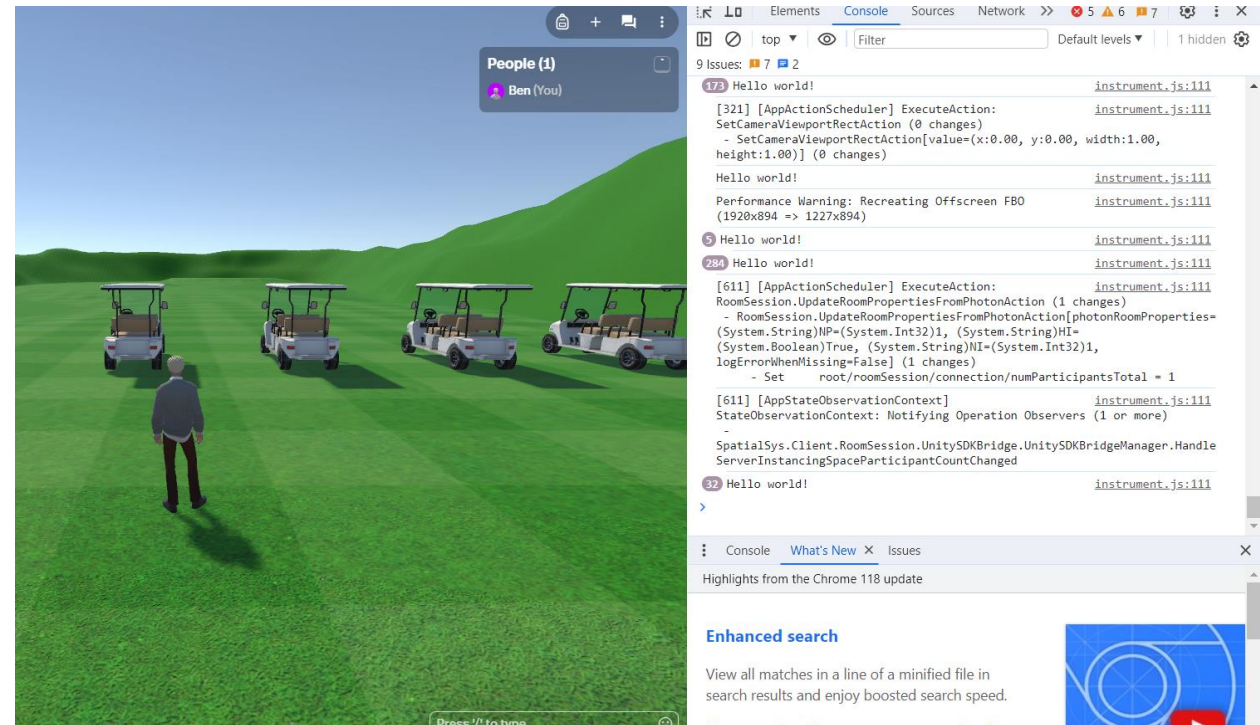 People (1)
Ben (You)
Press '/' to type
Elements Console Sources Network 5 6 7
top Filter Default levels 1 hidden
9 Issues: 7 2
173 Hello world! instrument.js:111
[321] [AppActionScheduler] ExecuteAction: instrument.js:111
SetCameraViewportRectAction (0 changes)
- SetCameraViewportRectAction[value=(x:0.00, y:0.00, width:1.00,
height:1.00)] (0 changes)
Hello world! instrument.js:111
Performance Warning: Recreating Offscreen FBO instrument.js:111
(1920x894 => 1227x894)
5 Hello world! instrument.js:111
284 Hello world! instrument.js:111
[611] [AppActionScheduler] ExecuteAction: instrument.js:111
RoomSession.UpdateRoomPropertiesFromPhotonAction (1 changes)
- RoomSession.UpdateRoomPropertiesFromPhotonAction[photonRoomProperties=
(System.String)NP=(System.Int32)1, (System.String)HI=
(System.Boolean)True, (System.String)NI=(System.Int32)1,
logErrorWhenMissing=False] (1 changes)
- Set root/roomSession/connection/numParticipantsTotal = 1
[611] [AppStateObservationContext] instrument.js:111
StateObservationContext: Notifying Operation Observers (1 or more)
-
SpatialSys.Client.RoomSession.UnitySDKBridge.UnitySDKBridgeManager.Handle
ServerInstancingSpaceParticipantCountChanged
32 Hello world! instrument.js:111
Console What's New Issues
Highlights from the Chrome 118 update
Enhanced search
View all matches in a line of a minified file in
search results and enjoy boosted search speed.